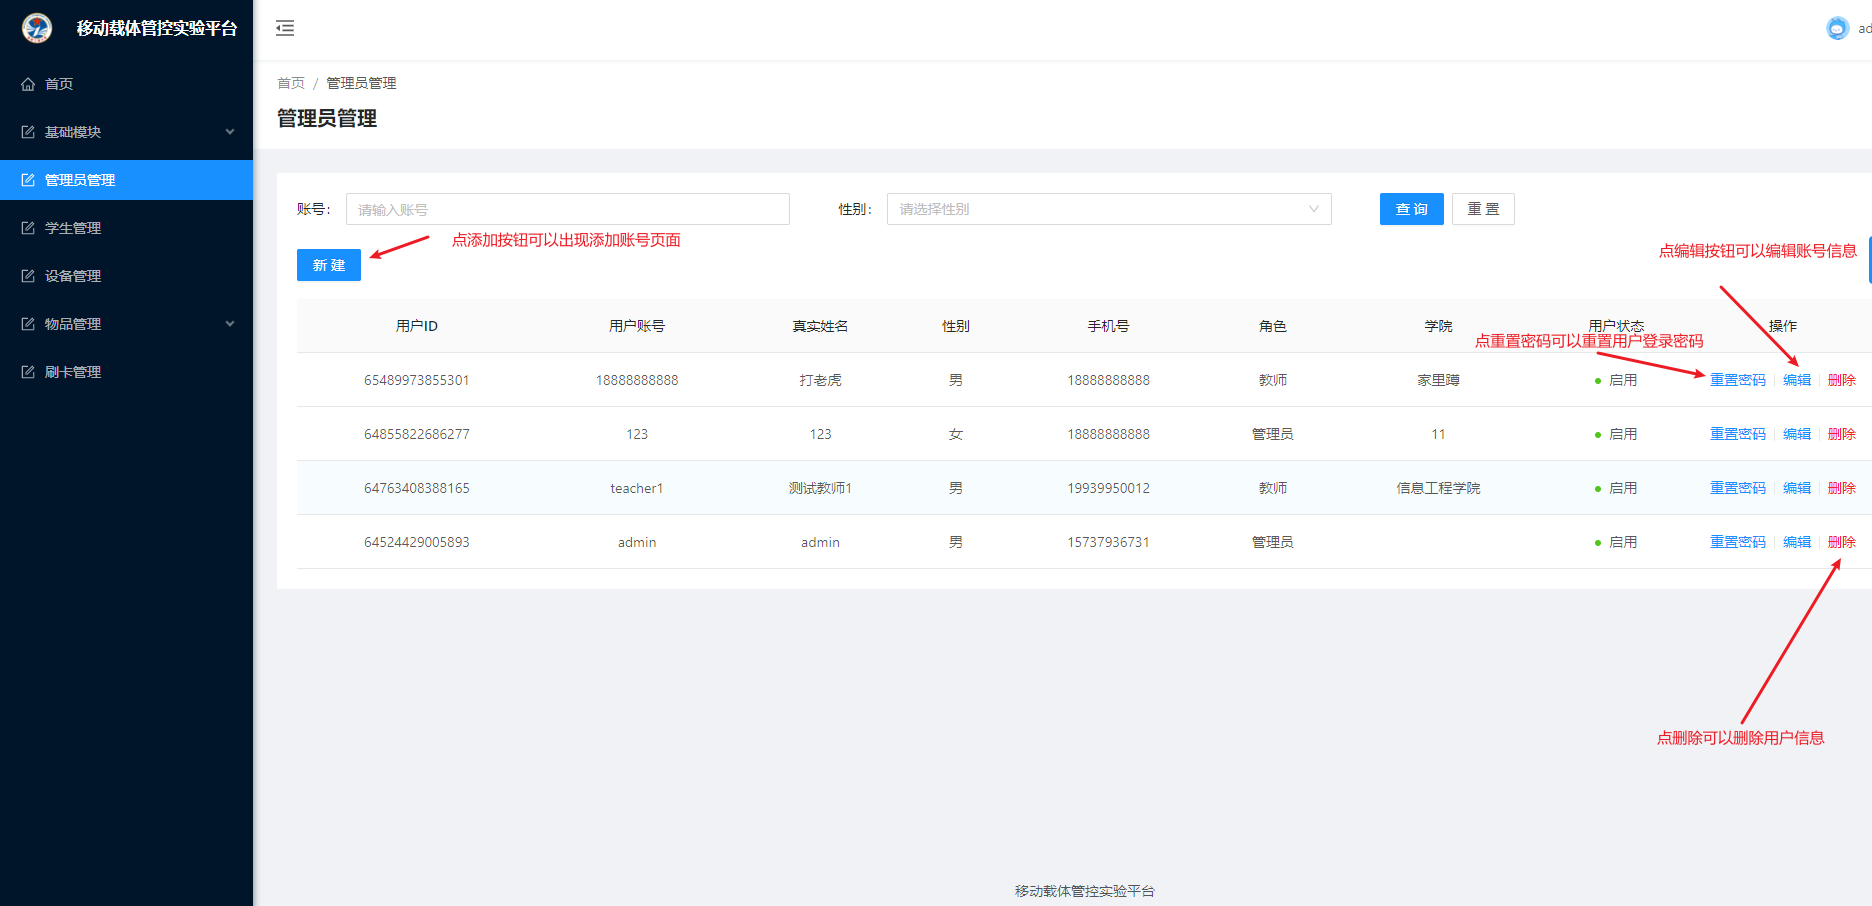 移动载体管控实验平台
首页
基础模块
管理员管理
学生管理
设备管理
物品管理
刷卡管理
首页 / 管理员管理
管理员管理
账号: 请输入账号 性别: 请选择性别 查 询 重 置
点添加按钮可以出现添加账号页面
点编辑按钮可以编辑账号信息
新 建
用户ID 用户账号 真实姓名 性别 手机号 角色 学院 用户状态 操作
点重置密码可以重置用户登录密码
65489973855301 18888888888 打老虎 男 18888888888 教师 家里蹲 启用 重置密码 编辑 删除
64855822686277 123 123 女 18888888888 管理员 11 启用 重置密码 编辑 删除
64763408388165 teacher1 测试教师1 男 19939950012 教师 信息工程学院 启用 重置密码 编辑 删除
64524429005893 admin admin 男 15737936731 管理员 启用 重置密码 编辑 删除
点删除可以删除用户信息
移动载体管控实验平台